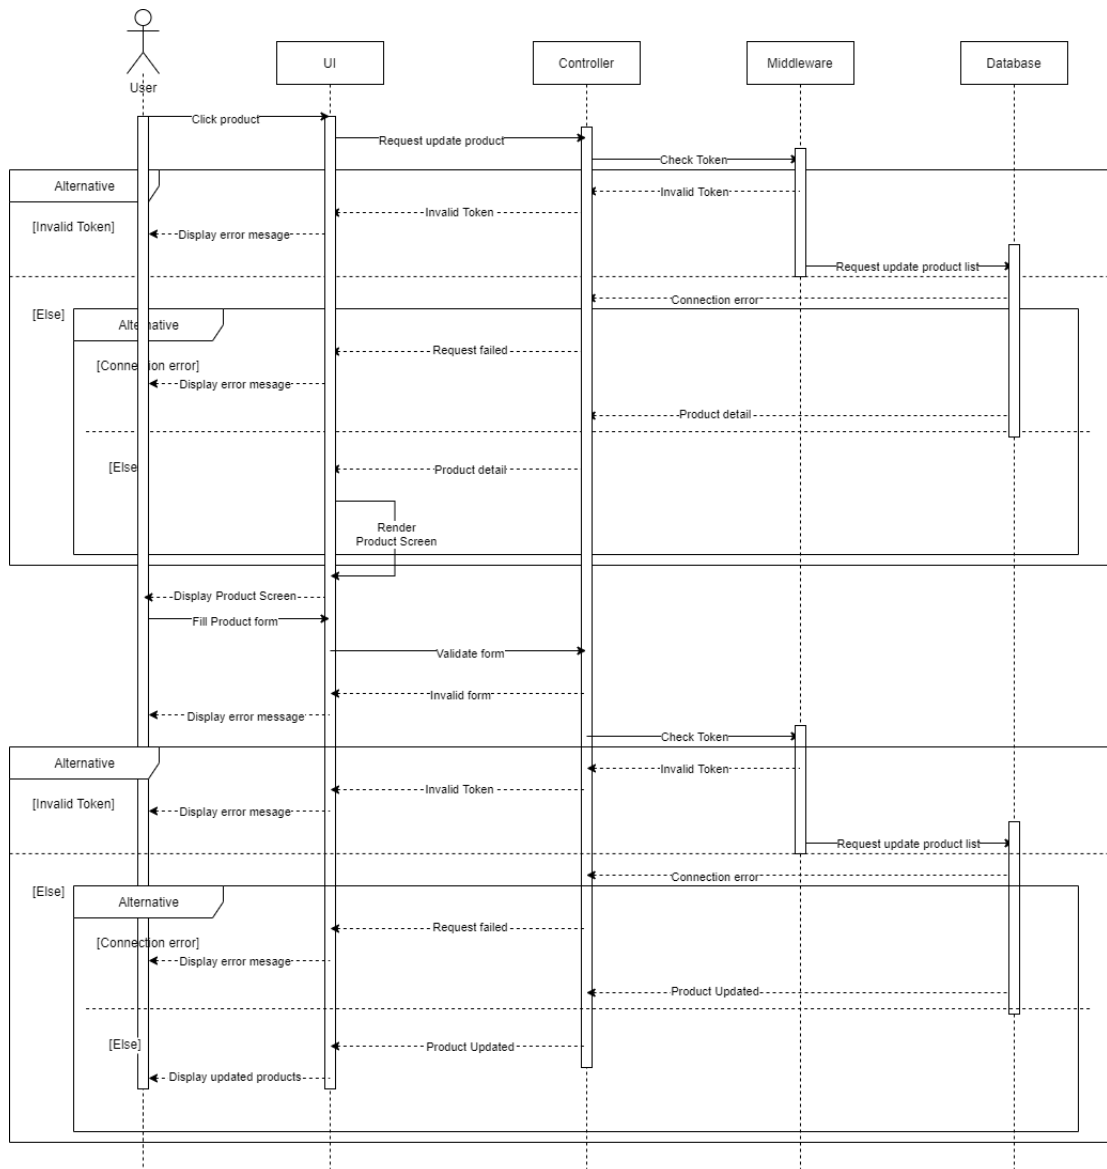 User
UI
Controller
Middleware
Database
Click product
Request update product
Check Token
Alternative
Invalid Token
Invalid Token
[Invalid Token]
Display error mesage
Request update product list
Connection error
[Else]
Alternative
Request failed
[Connection error]
Display error mesage
Product detail
[Else
Product detail
Render
Product Screen
Display Product Screen
Fill Product form
Validate form
Invalid form
Display error message
Check Token
Alternative
Invalid Token
Invalid Token
[Invalid Token]
Display error mesage
Request update product list
Connection error
[Else]
Alternative
Request failed
[Connection error]
Display error mesage
Product Updated
[Else]
Product Updated
Display updated products